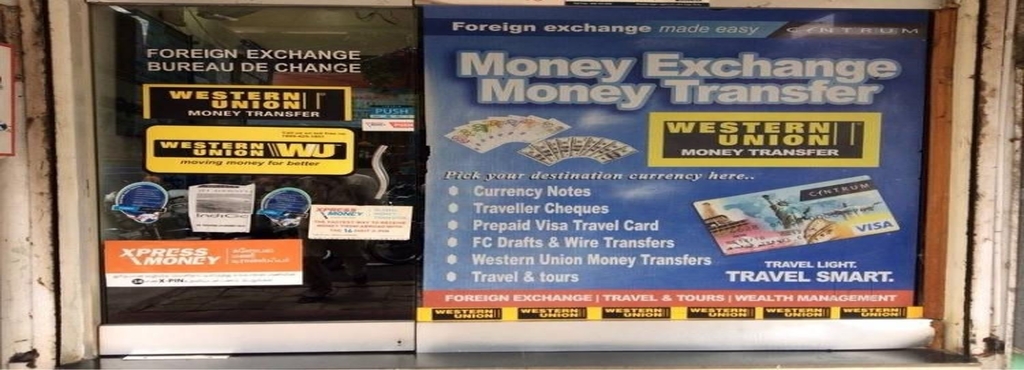 FOREIGN EXCHANGE
BUREAU DE CHANGE
WESTERN
UNION
MONEY TRANSFER
PUSH
WESTERN
UNION WU
moving money for better
XPRESS
MONEY
XPRESS
MONEY
X-PIN
Foreign exchange made easy
CENTRUM
Money Exchange
Money Transfer
WESTERN
UNION
MONEY TRANSFER
Pick your destination currency here..
Currency Notes
Traveller Cheques
Prepaid Visa Travel Card
FC Drafts & Wire Transfers
Western Union Money Transfers
Travel & tours
CENTRUM
VISA
TRAVEL LIGHT.
TRAVEL SMART.
FOREIGN EXCHANGE | TRAVEL & TOURS | WEALTH MANAGEMENT
WESTERN UNION WESTERN UNION WESTERN UNION WESTERN UNION WESTERN UNION WESTERN UNION